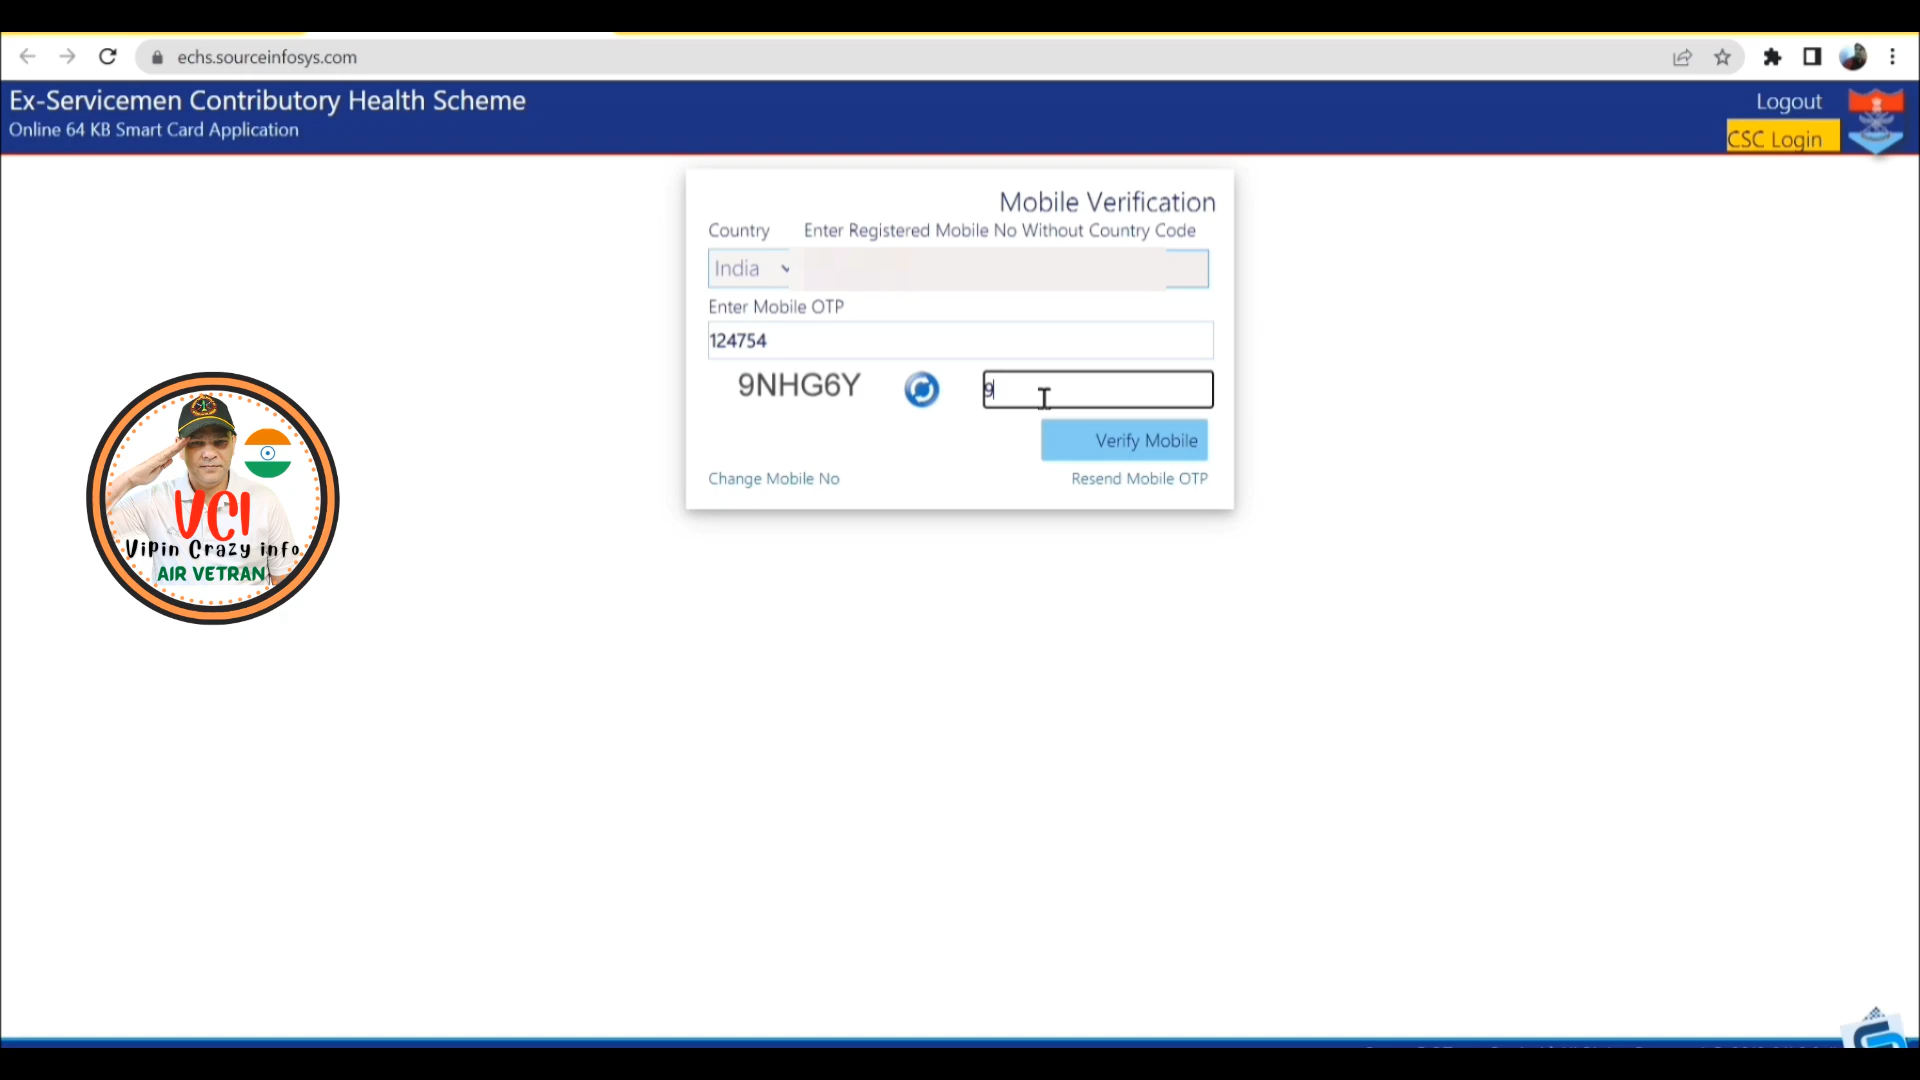 echs.sourceinfosys.com
Ex-Servicemen Contributory Health Scheme
Online 64 KB Smart Card Application
Logout
CSC Login
Mobile Verification
Country
Enter Registered Mobile No Without Country Code
India
Enter Mobile OTP
124754
9NHG6Y
9
Verify Mobile
Change Mobile No
Resend Mobile OTP
VCI
ViPin Crazy info
AIR VETRAN